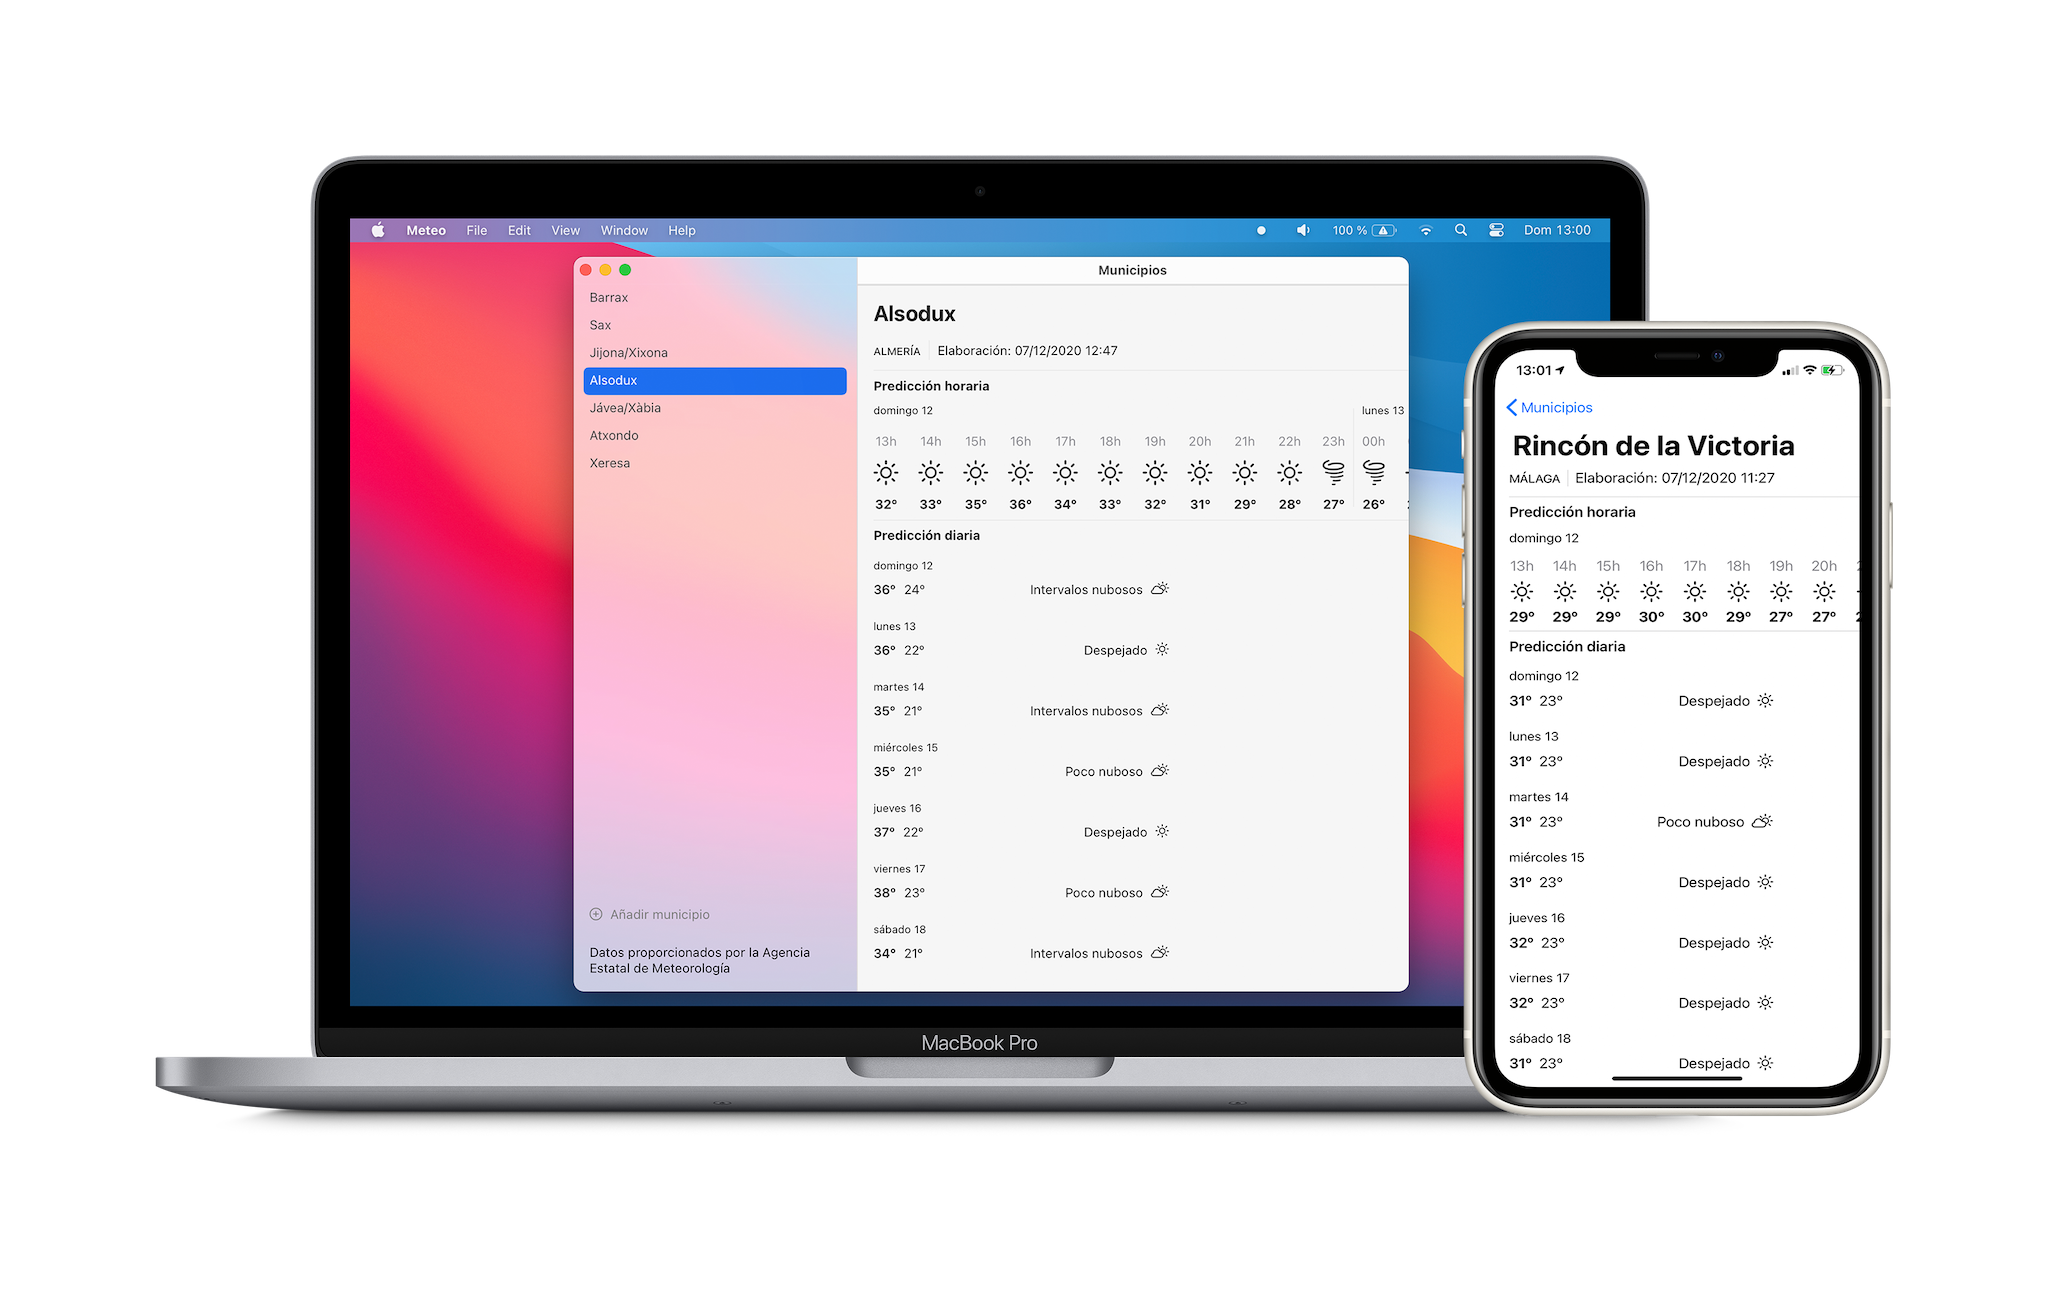 Meteo File Edit View Window Help
100 % Dom 13:00
Municipios
Barrax
Sax
Jijona/Xixona
Alsodux
Jávea/Xàbia
Atxondo
Xeresa
Añadir municipio
Datos proporcionados por la Agencia
Estatal de Meteorología
Alsodux
ALMERÍA Elaboración: 07/12/2020 12:47
Predicción horaria
domingo 12 lunes 13
13h 14h 15h 16h 17h 18h 19h 20h 21h 22h 23h 00h
32° 33° 35° 36° 34° 33° 32° 31° 29° 28° 27° 26°
Predicción diaria
domingo 12
36° 24° Intervalos nubosos
lunes 13
36° 22° Despejado
martes 14
35° 21° Intervalos nubosos
miércoles 15
35° 21° Poco nuboso
jueves 16
37° 22° Despejado
viernes 17
38° 23° Poco nuboso
sábado 18
34° 21° Intervalos nubosos
MacBook Pro
13:01
Municipios
Rincón de la Victoria
MÁLAGA Elaboración: 07/12/2020 11:27
Predicción horaria
domingo 12
13h 14h 15h 16h 17h 18h 19h 20h
29° 29° 29° 30° 30° 29° 27° 27°
Predicción diaria
domingo 12
31° 23° Despejado
lunes 13
31° 23° Despejado
martes 14
31° 23° Poco nuboso
miércoles 15
31° 23° Despejado
jueves 16
32° 23° Despejado
viernes 17
32° 23° Despejado
sábado 18
31° 23° Despejado